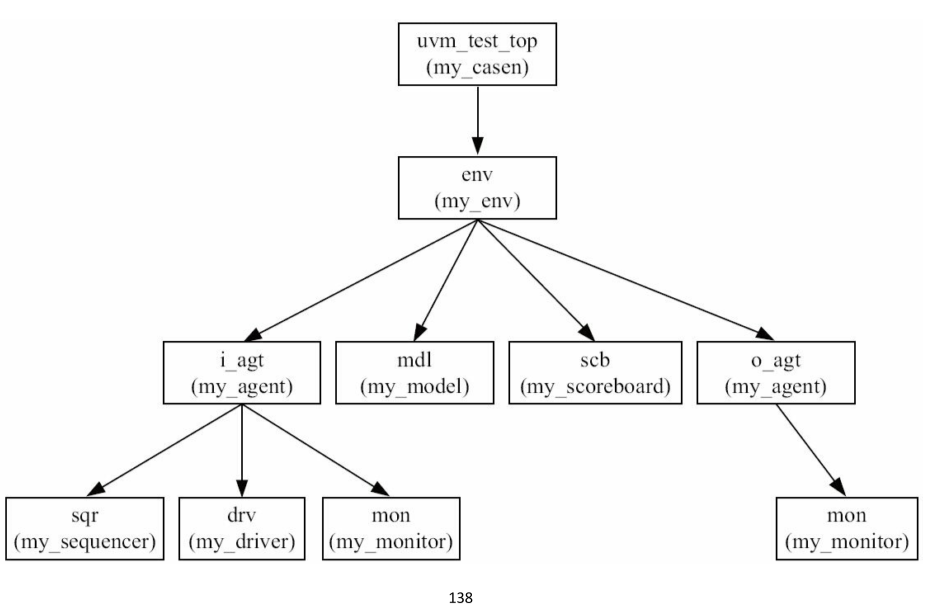 uvm_test_top
(my_casen)
env
(my_env)
i_agt
(my_agent)
mdl
(my_model)
scb
(my_scoreboard)
o_agt
(my_agent)
sqr
(my_sequencer)
drv
(my_driver)
mon
(my_monitor)
mon
(my_monitor)
138